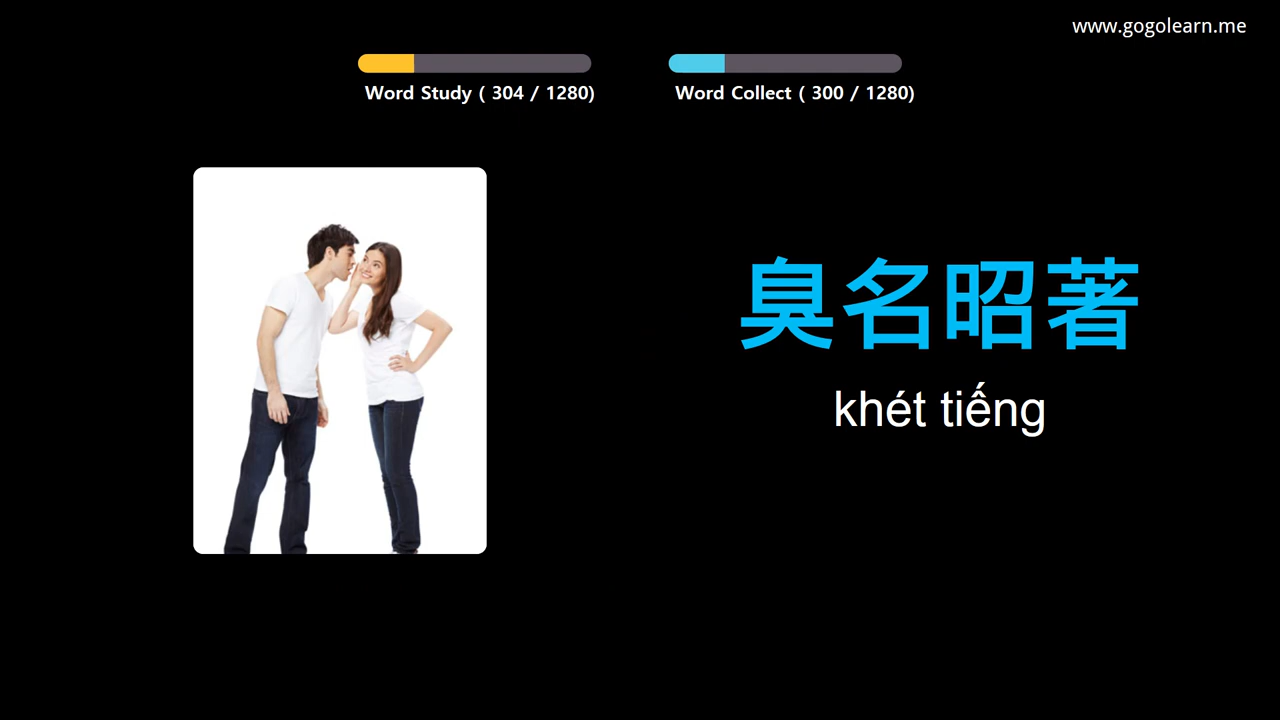 www.gogolearn.me
Word Study ( 304 / 1280)
Word Collect ( 300 / 1280)
臭名昭著
khét tiếng